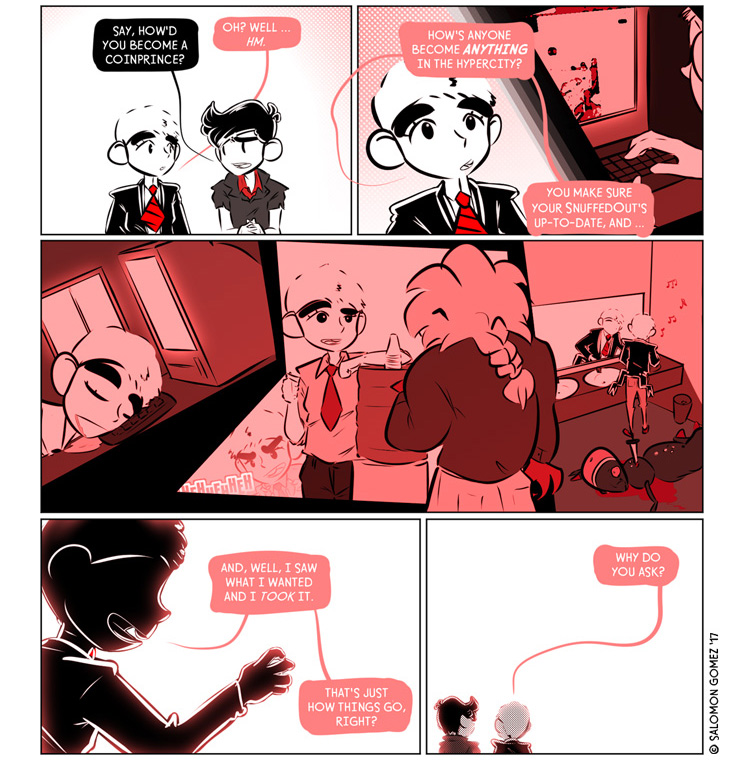 SAY, HOW'D
YOU BECOME A
COINPRINCE?
OH? WELL ...
HM.
HOW'S ANYONE
BECOME ANYTHING
IN THE HYPERCITY?
YOU MAKE SURE
YOUR SNUFFEDOUT'S
UP-TO-DATE, AND ...
HEHUEHEH
AND, WELL, I SAW
WHAT I WANTED
AND I TOOK IT.
THAT'S JUST
HOW THINGS GO,
RIGHT?
WHY DO
YOU ASK?
© SALOMON GOMEZ '17